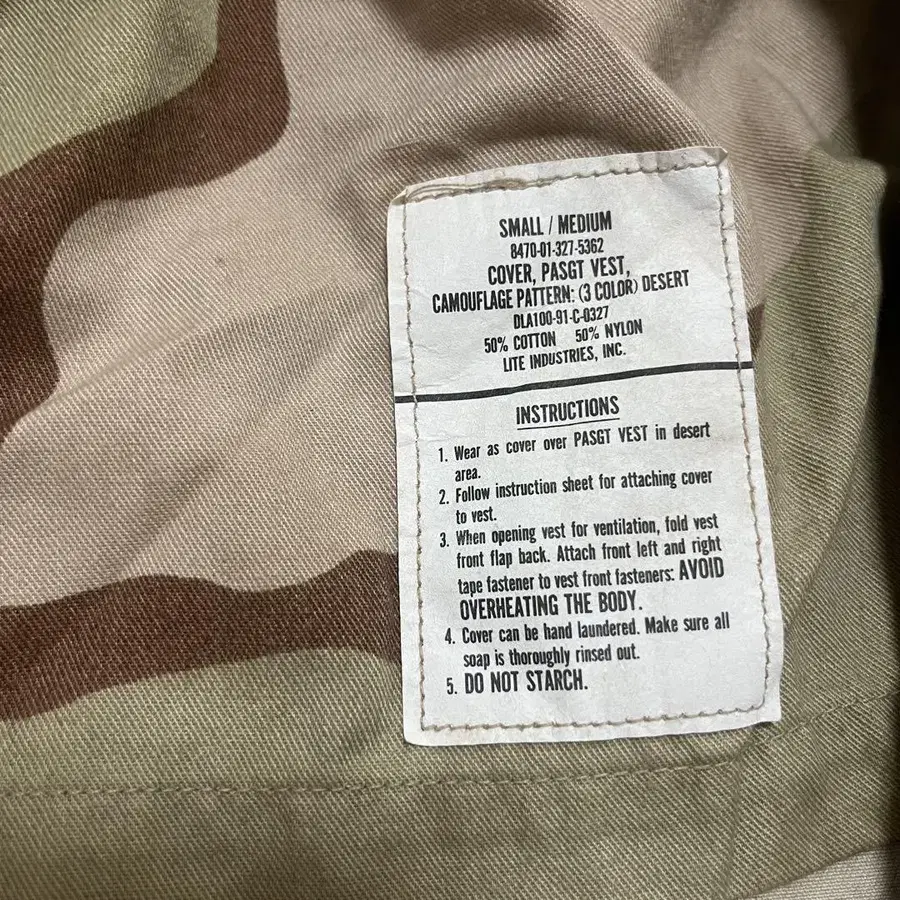 SMALL / MEDIUM
8470-01-327-5362
COVER, PASGT VEST,
CAMOUFLAGE PATTERN: (3 COLOR) DESERT
DLA100-91-C-0327
50% COTTON 50% NYLON
LITE INDUSTRIES, INC.
INSTRUCTIONS
1. Wear as cover over PASGT VEST in desert
area.
2. Follow instruction sheet for attaching cover
to vest.
3. When opening vest for ventilation, fold vest
front flap back. Attach front left and right
tape fastener to vest front fasteners: AVOID
OVERHEATING THE BODY.
4. Cover can be hand laundered. Make sure all
soap is thoroughly rinsed out.
5. DO NOT STARCH.